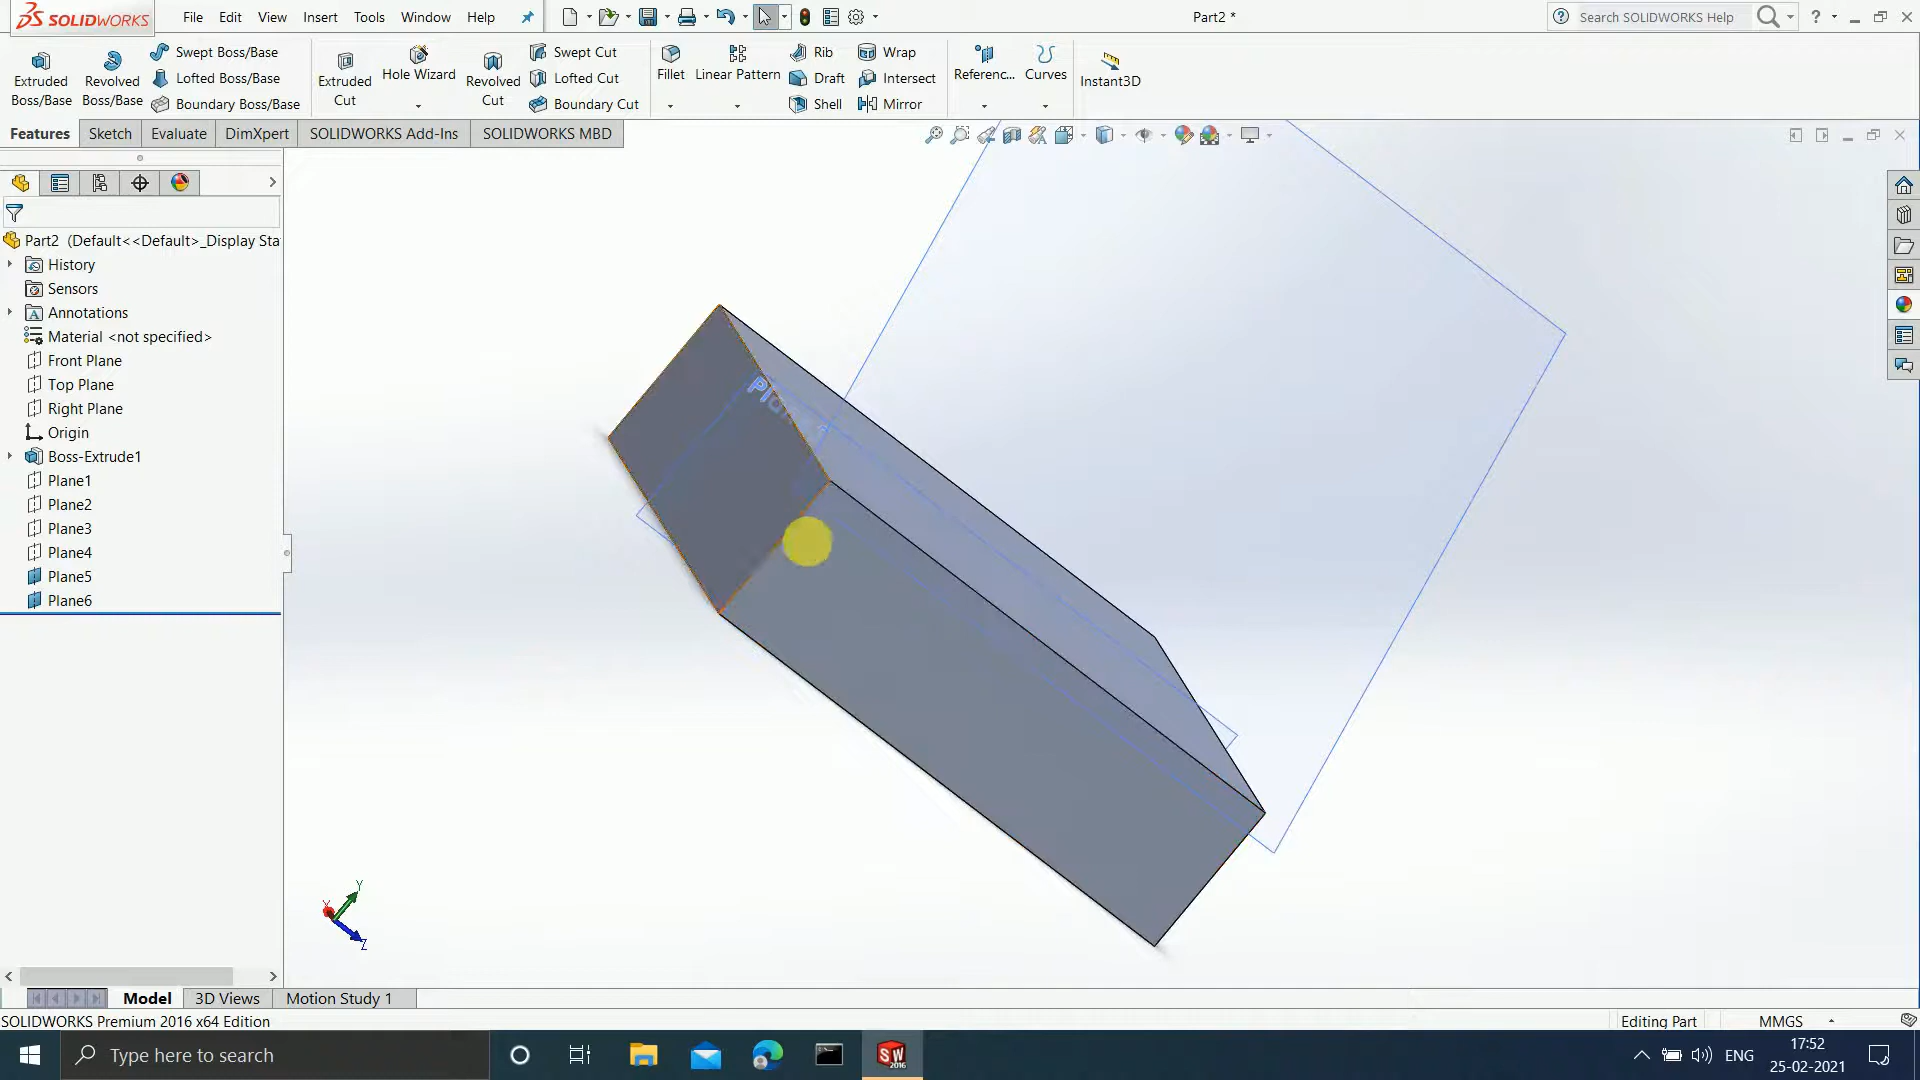 SOLIDWORKS File Edit View Insert Tools Window Help Part2 * Search SOLIDWORKS Help ?
Extruded Boss/Base
Revolved Boss/Base
Swept Boss/Base
Lofted Boss/Base
Boundary Boss/Base
Extruded Cut
Hole Wizard
Revolved Cut
Swept Cut
Lofted Cut
Boundary Cut
Fillet
Linear Pattern
Rib
Draft
Shell
Wrap
Intersect
Mirror
Referenc...
Curves
Instant3D
Features Sketch Evaluate DimXpert SOLIDWORKS Add-Ins SOLIDWORKS MBD
Part2 (Default<<Default>_Display Sta
History
Sensors
Annotations
Material <not specified>
Front Plane
Top Plane
Right Plane
Origin
Boss-Extrude1
Plane1
Plane2
Plane3
Plane4
Plane5
Plane6
Y
X
Z
Model 3D Views Motion Study 1
SOLIDWORKS Premium 2016 x64 Edition Editing Part MMGS
Type here to search
SW 2016
ENG
17:52
25-02-2021